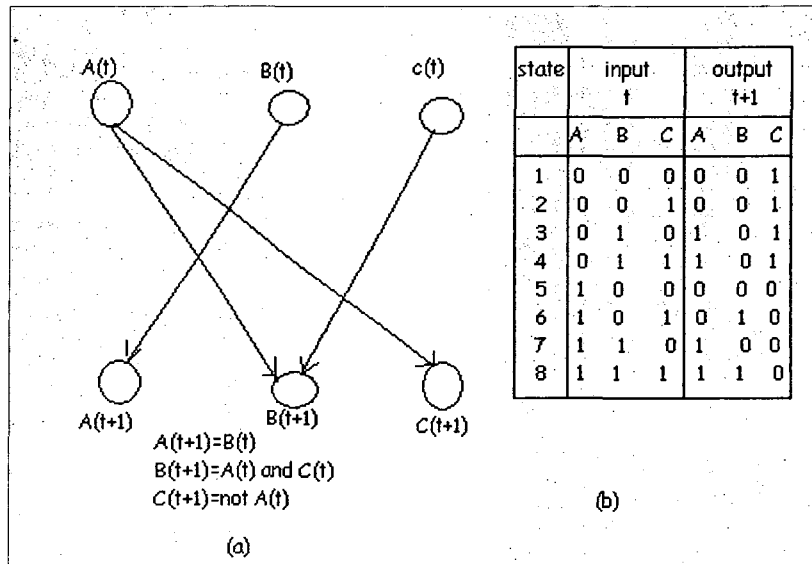 A(t)
B(t)
c(t)
A(t+1)
B(t+1)
C(t+1)
A(t+1)=B(t)
B(t+1)=A(t) and C(t)
C(t+1)=not A(t)
(a)
state input output
t t+1
A B C A B C
1 0 0 0 0 0 1
2 0 0 1 0 0 1
3 0 1 0 1 0 1
4 0 1 1 1 0 1
5 1 0 0 0 0 0
6 1 0 1 0 1 0
7 1 1 0 1 0 0
8 1 1 1 1 1 0
(b)